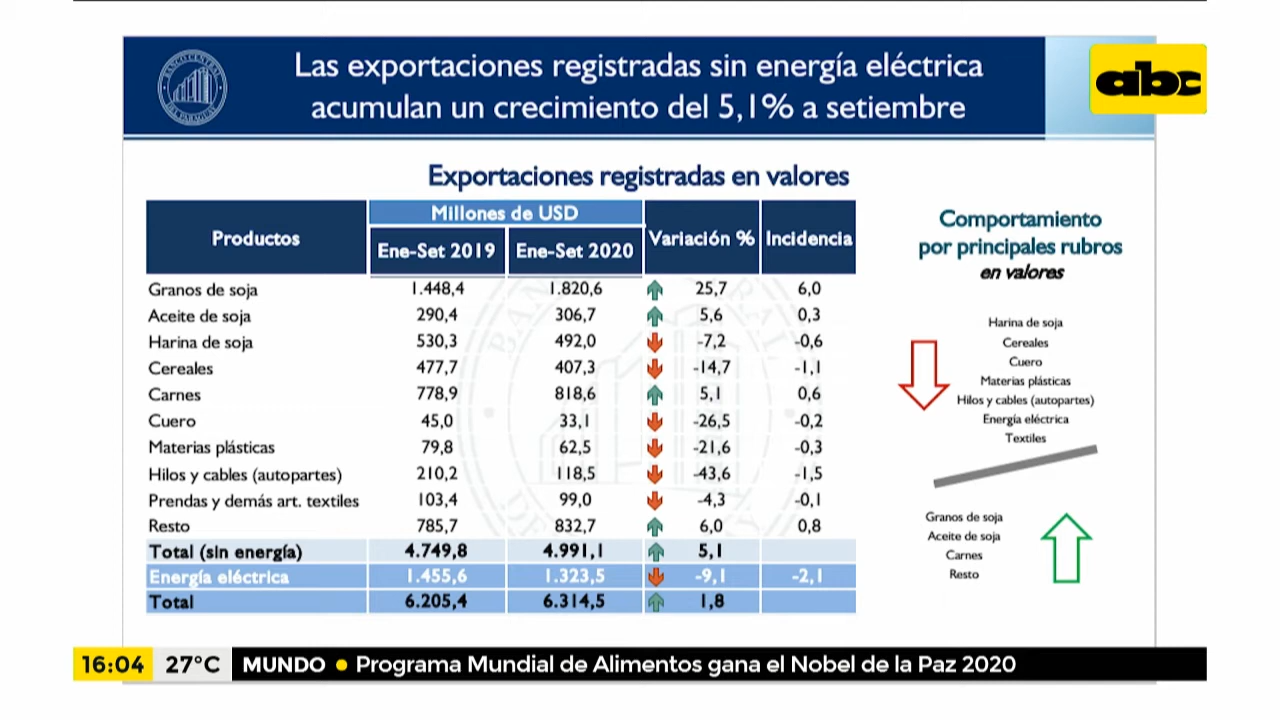 Las exportaciones registradas sin energía eléctrica
acumulan un crecimiento del 5,1% a setiembre
BANCO CENTRAL DEL PARAGUAY
abc
Exportaciones registradas en valores
Productos Millones de USD Variación % Incidencia
Ene-Set 2019 Ene-Set 2020
Granos de soja 1.448,4 1.820,6 25,7 6,0
Aceite de soja 290,4 306,7 5,6 0,3
Harina de soja 530,3 492,0 -7,2 -0,6
Cereales 477,7 407,3 -14,7 -1,1
Carnes 778,9 818,6 5,1 0,6
Cuero 45,0 33,1 -26,5 -0,2
Materias plásticas 79,8 62,5 -21,6 -0,3
Hilos y cables (autopartes) 210,2 118,5 -43,6 -1,5
Prendas y demás art. textiles 103,4 99,0 -4,3 -0,1
Resto 785,7 832,7 6,0 0,8
Total (sin energía) 4.749,8 4.991,1 5,1
Energía eléctrica 1.455,6 1.323,5 -9,1 -2,1
Total 6.205,4 6.314,5 1,8
Comportamiento
por principales rubros
en valores
Harina de soja
Cereales
Cuero
Materias plásticas
Hilos y cables (autopartes)
Energía eléctrica
Textiles
Granos de soja
Aceite de soja
Carnes
Resto
16:04 27°C MUNDO Programa Mundial de Alimentos gana el Nobel de la Paz 2020